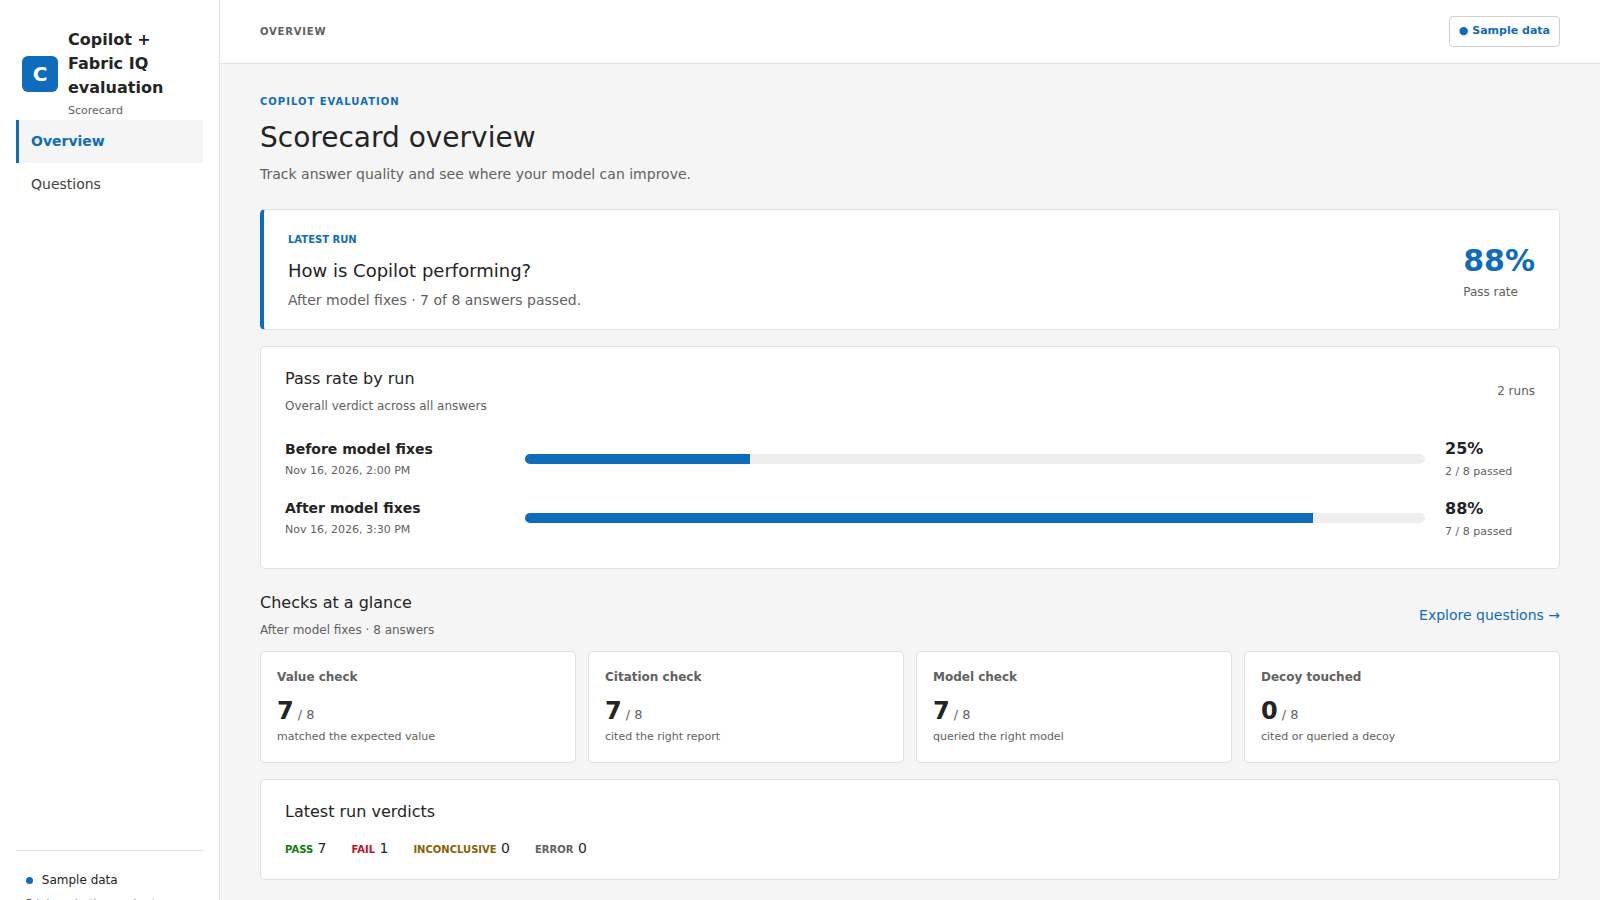 C
Copilot +
Fabric IQ
evaluation
Scorecard
Overview
Questions
Sample data
OVERVIEW
Sample data
COPILOT EVALUATION
Scorecard overview
Track answer quality and see where your model can improve.
LATEST RUN
How is Copilot performing?
After model fixes · 7 of 8 answers passed.
88%
Pass rate
Pass rate by run
Overall verdict across all answers
2 runs
Before model fixes
Nov 16, 2026, 2:00 PM
25%
2 / 8 passed
After model fixes
Nov 16, 2026, 3:30 PM
88%
7 / 8 passed
Checks at a glance
After model fixes · 8 answers
Explore questions →
Value check
7 / 8
matched the expected value
Citation check
7 / 8
cited the right report
Model check
7 / 8
queried the right model
Decoy touched
0 / 8
cited or queried a decoy
Latest run verdicts
PASS 7 FAIL 1 INCONCLUSIVE 0 ERROR 0